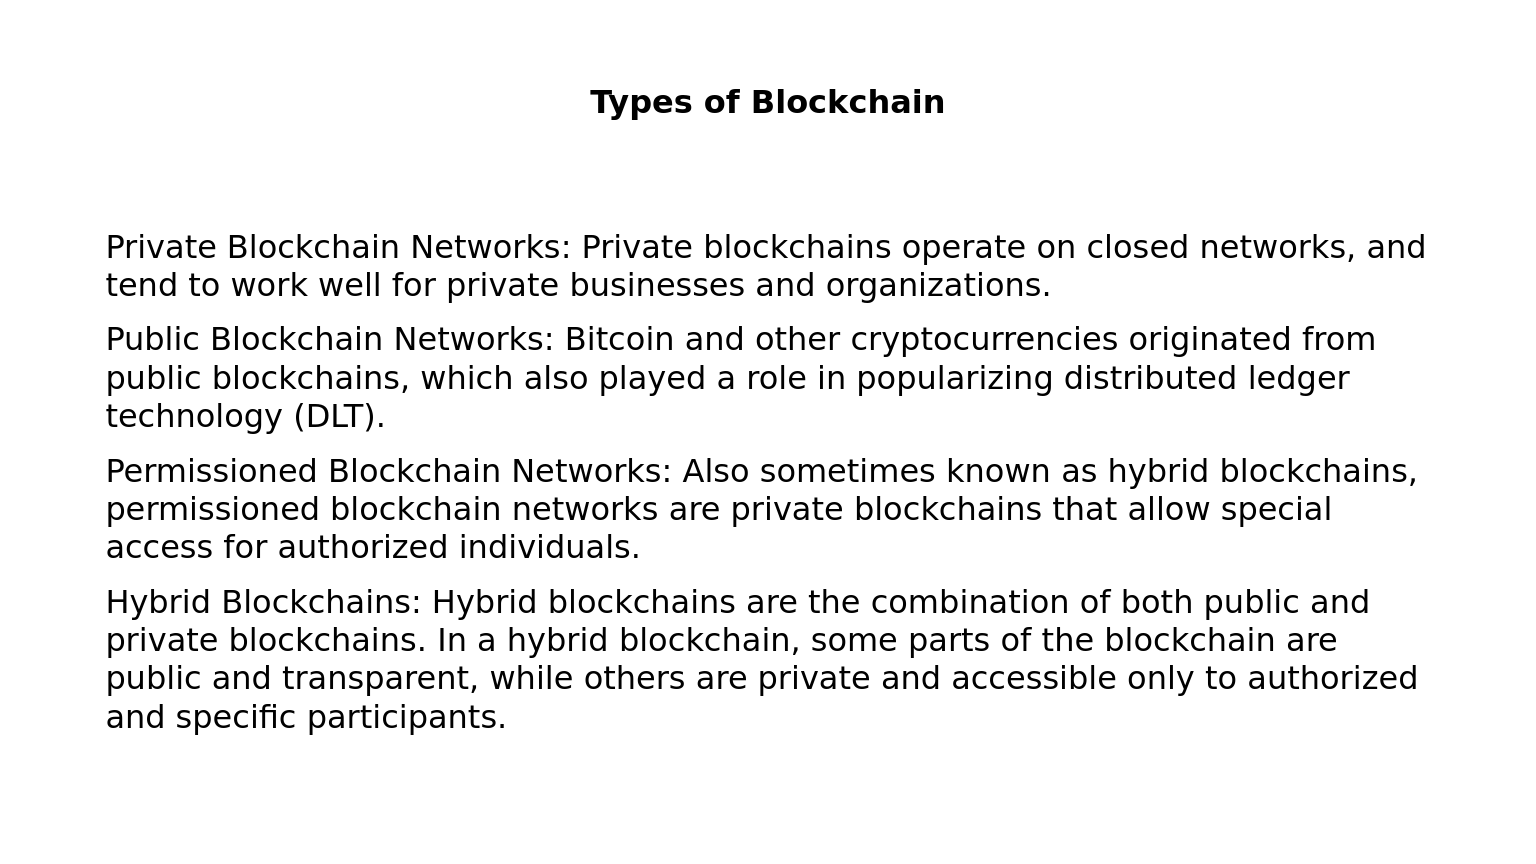 Types of Blockchain
Private Blockchain Networks: Private blockchains operate on closed networks, and
tend to work well for private businesses and organizations.
Public Blockchain Networks: Bitcoin and other cryptocurrencies originated from
public blockchains, which also played a role in popularizing distributed ledger
technology (DLT).
Permissioned Blockchain Networks: Also sometimes known as hybrid blockchains,
permissioned blockchain networks are private blockchains that allow special
access for authorized individuals.
Hybrid Blockchains: Hybrid blockchains are the combination of both public and
private blockchains. In a hybrid blockchain, some parts of the blockchain are
public and transparent, while others are private and accessible only to authorized
and specific participants.